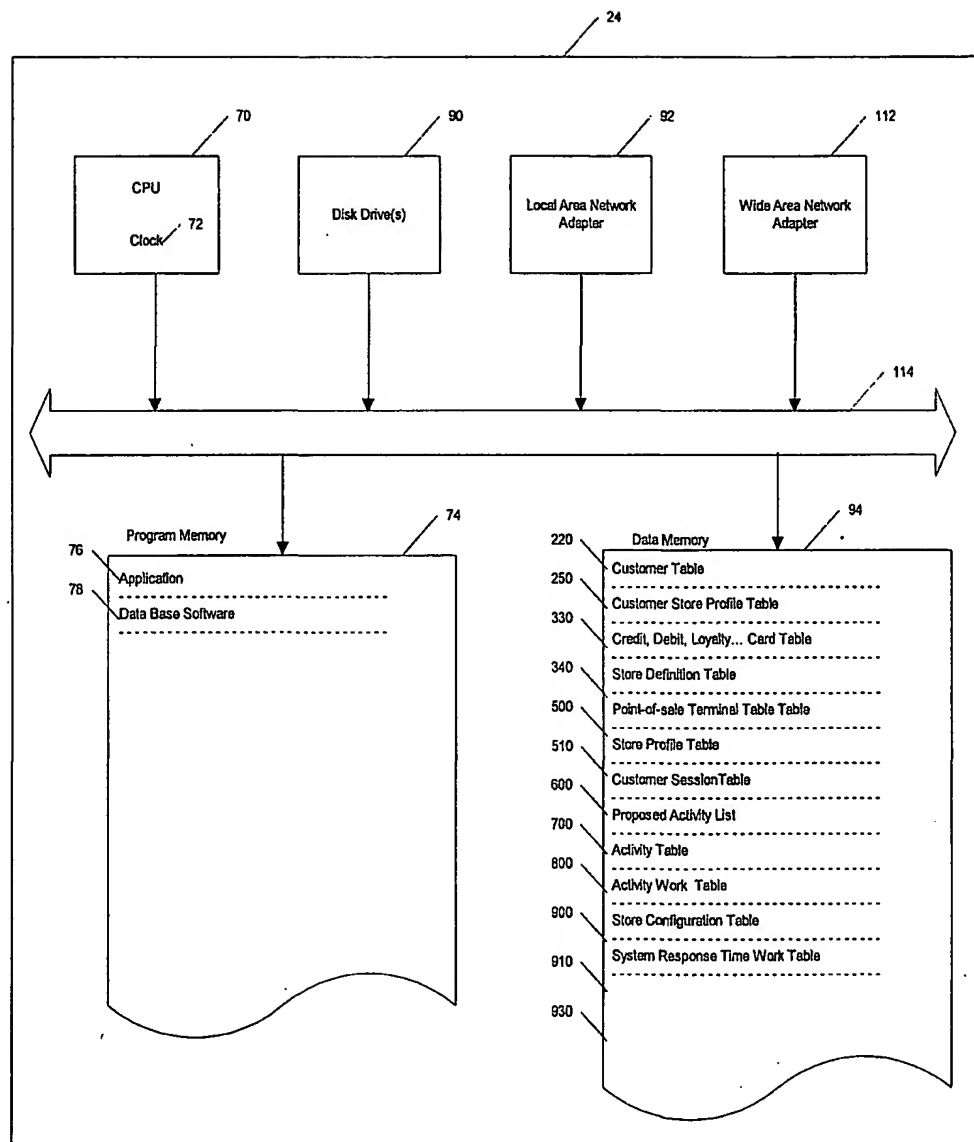 24
70
90
92
112
CPU
Clock
72
Disk Drive(s)
Local Area Network
Adapter
Wide Area Network
Adapter
114
Program Memory
74
76
Application
78
Data Base Software
Data Memory
94
220
Customer Table
250
Customer Store Profile Table
330
Credit, Debit, Loyalty... Card Table
340
Store Definition Table
500
Point-of-sale Terminal Table Table
510
Store Profile Table
600
Customer SessionTable
700
Proposed Activity List
800
Activity Table
900
Activity Work Table
910
Store Configuration Table
930
System Response Time Work Table